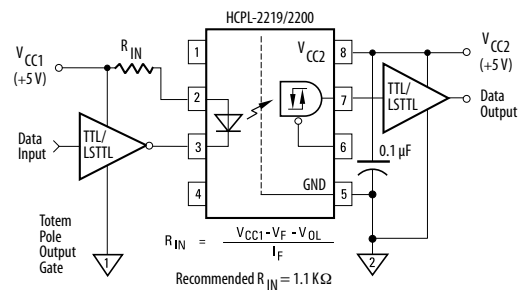 HCPL-2219/2200
V CC1
(+5 V)
R IN
1
2
3
4
V CC2
8
7
6
5
GND
V CC2
(+5 V)
TTL/
LSTTL
Data
Input
TTL/
LSTTL
Data
Output
0.1 µF
Totem
Pole
Output
Gate
1
2
R IN = V CC1 - V F - V OL
I F
Recommended R IN = 1.1 KΩ